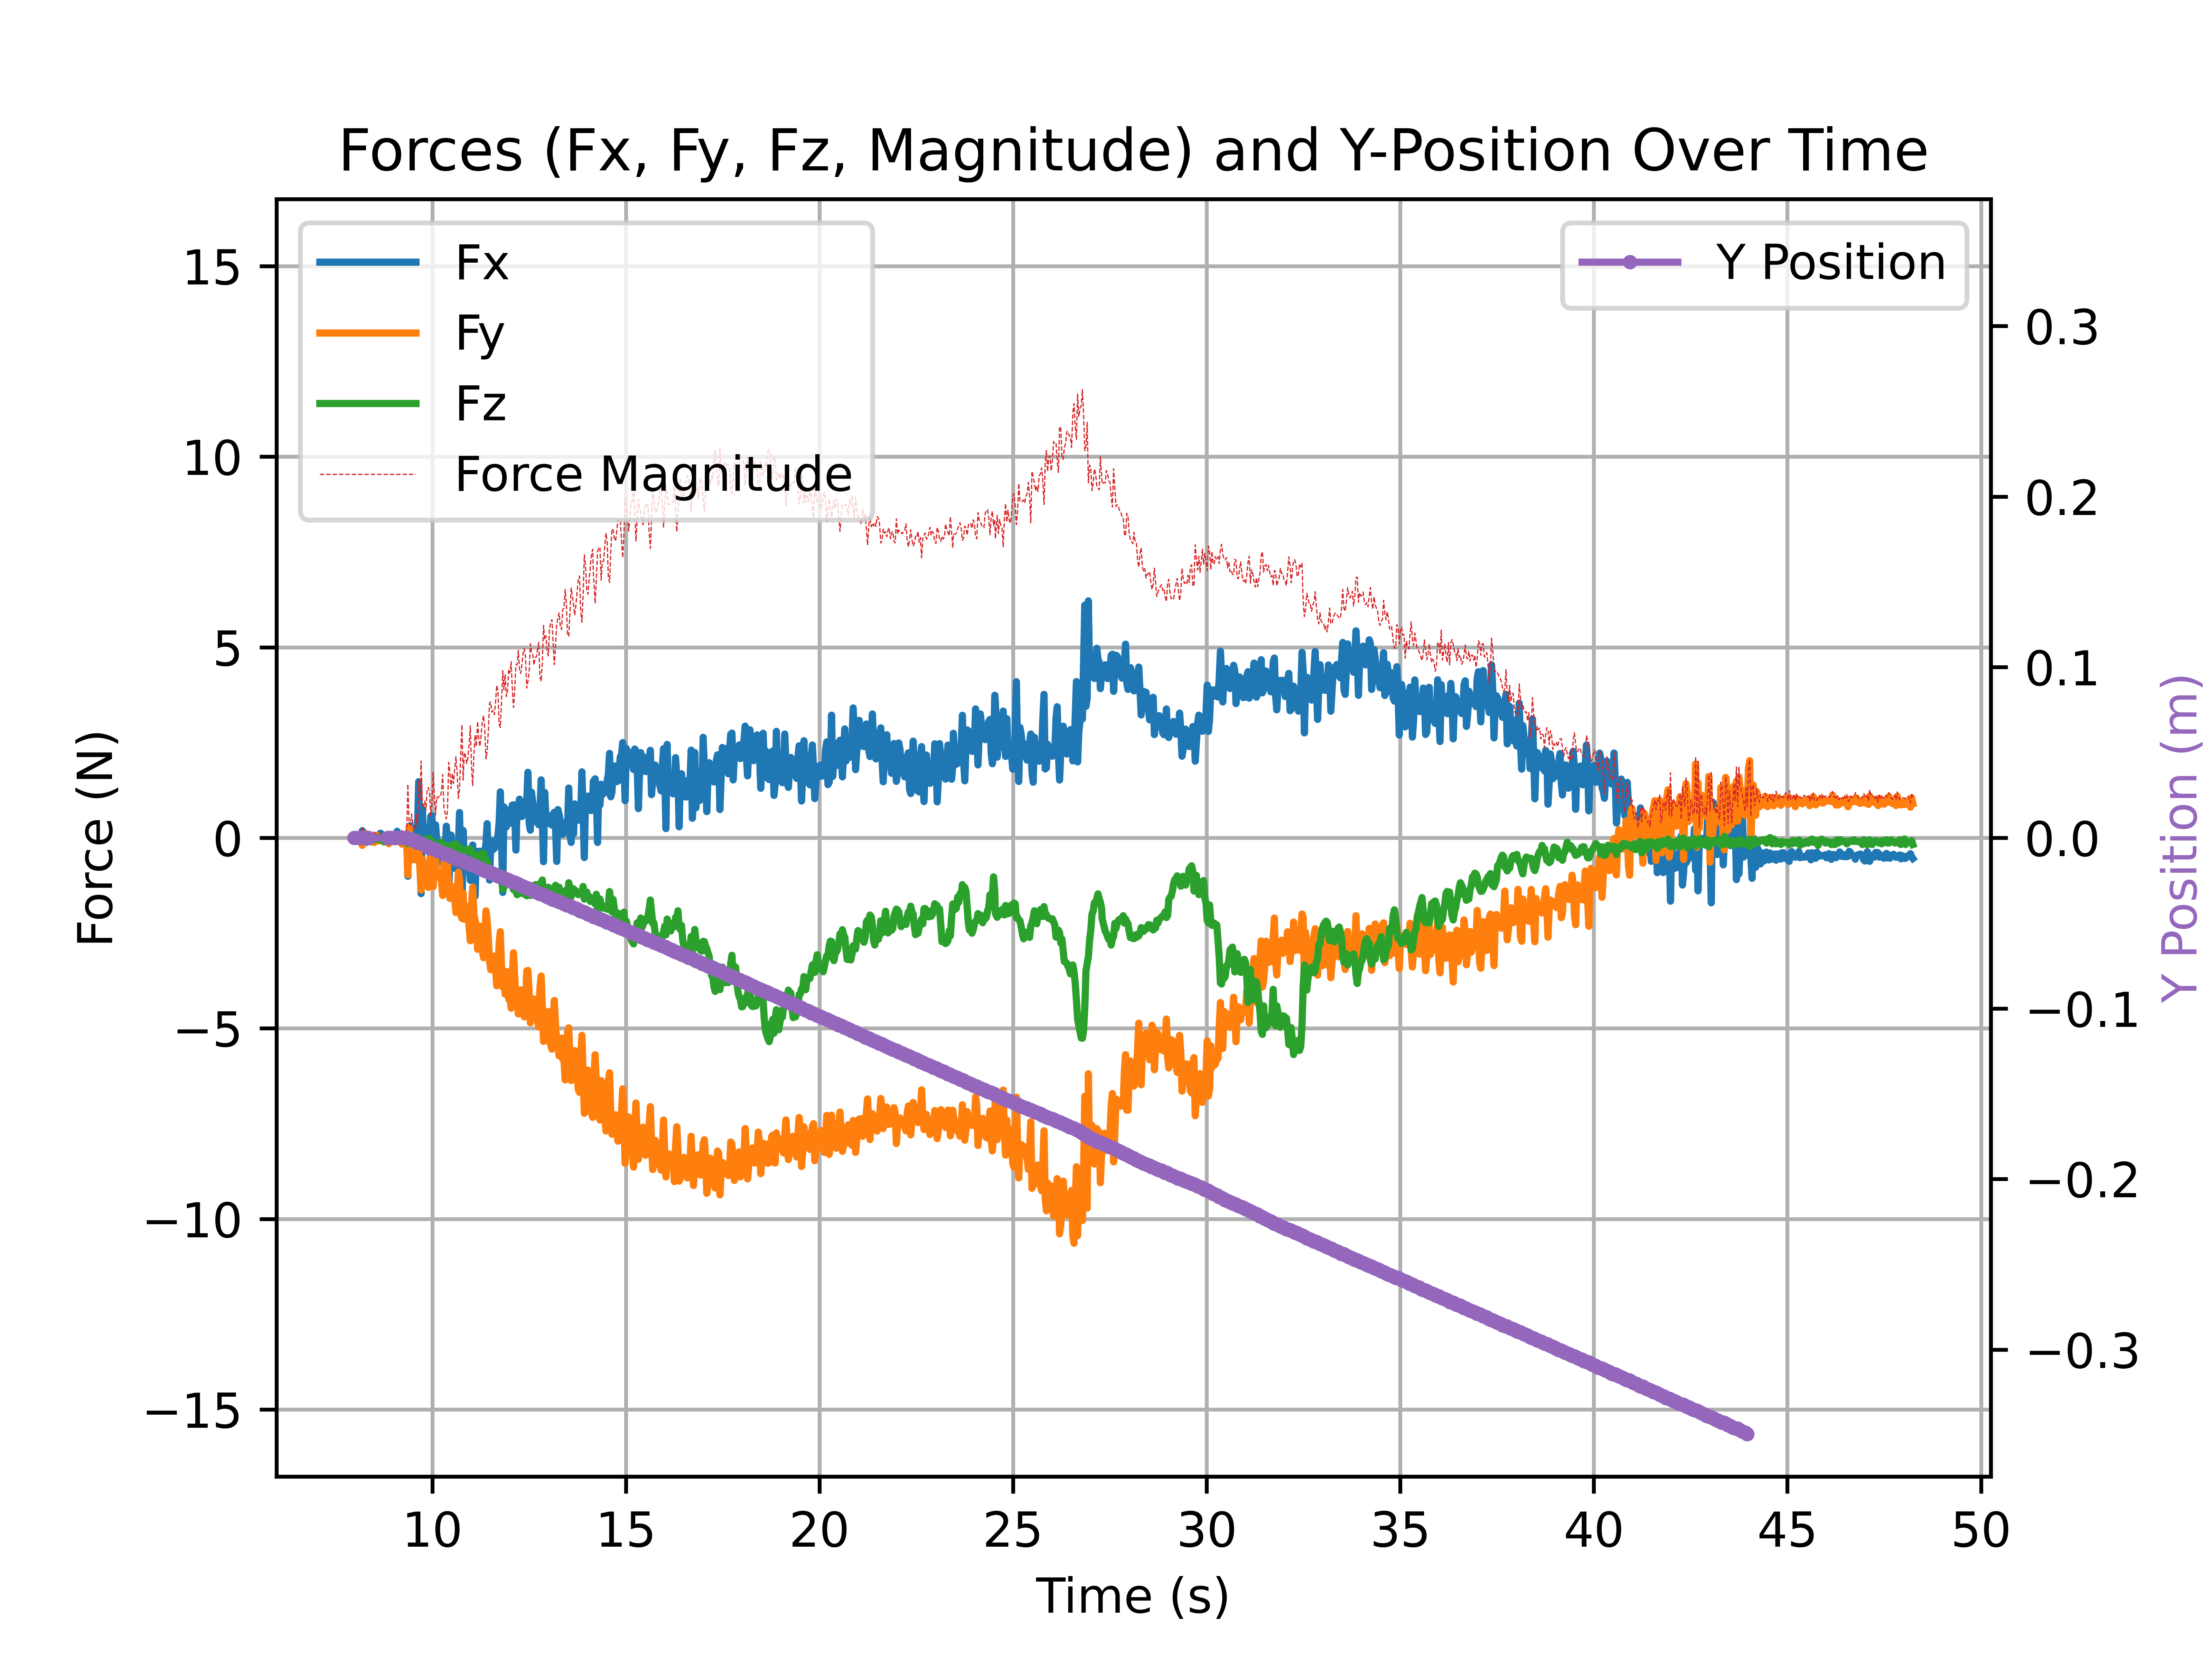 Forces (Fx, Fy, Fz, Magnitude) and Y-Position Over Time
Fx
Fy
Fz
Force Magnitude
Y Position
15
10
5
0
−5
−10
−15
Force (N)
0.3
0.2
0.1
0.0
−0.1
−0.2
−0.3
Y Position (m)
10
15
20
25
30
35
40
45
50
Time (s)